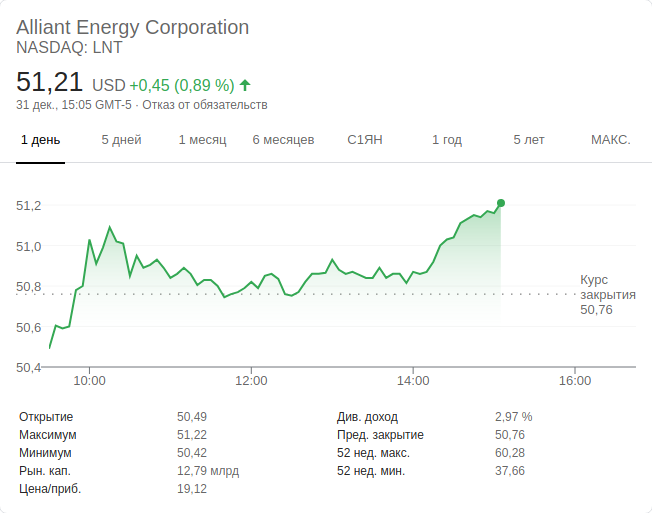 Alliant Energy Corporation
NASDAQ: LNT
51,21 USD +0,45 (0,89 %)
31 дек., 15:05 GMT-5 · Отказ от обязательств
1 день 5 дней 1 месяц 6 месяцев С1ЯН 1 год 5 лет МАКС.
51,2
51,0
50,8
50,6
50,4
Курс
закрытия
50,76
10:00 12:00 14:00 16:00
Открытие 50,49 Див. доход 2,97 %
Максимум 51,22 Пред. закрытие 50,76
Минимум 50,42 52 нед. макс. 60,28
Рын. кап. 12,79 млрд 52 нед. мин. 37,66
Цена/приб. 19,12